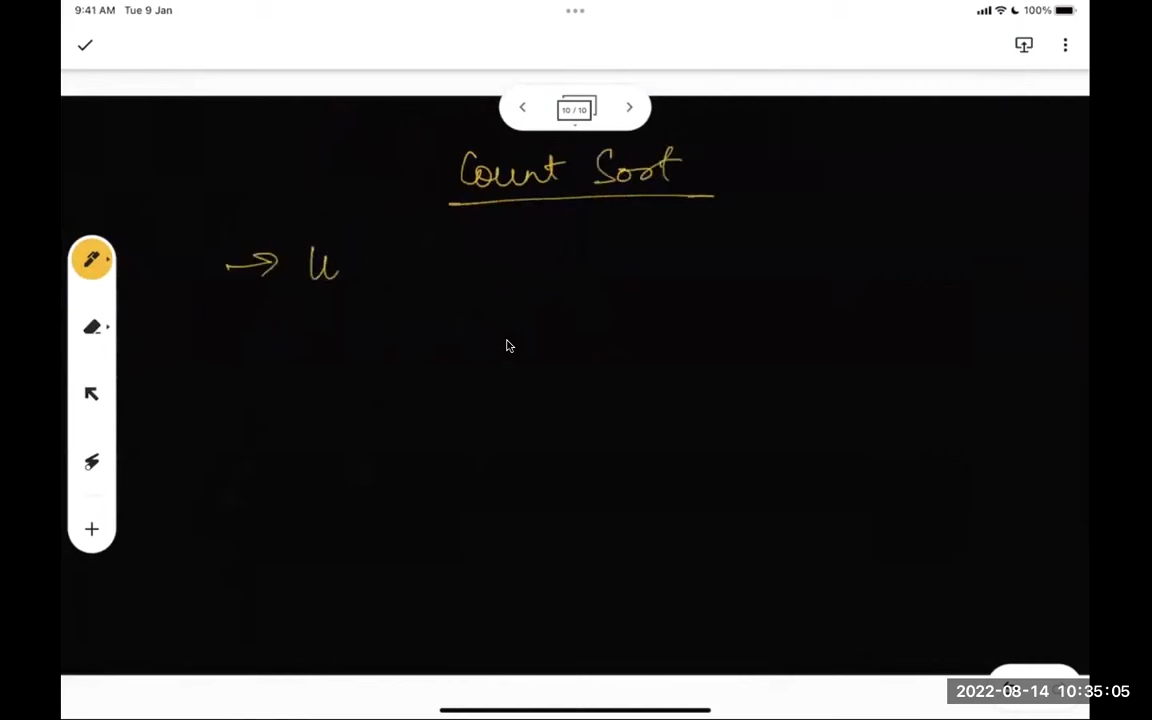 9:41 AM Tue 9 Jan
100%
10 / 10
Count Sort
→ u
2022-08-14 10:35:05